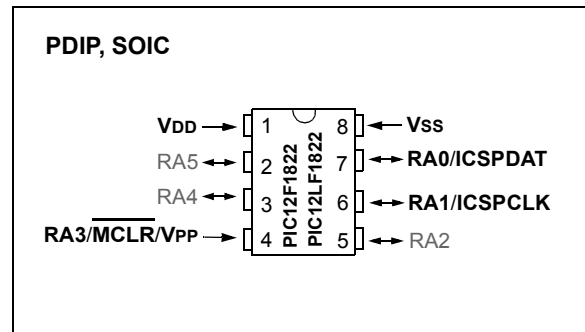 PDIP, SOIC
VDD 1 8 VSS
RA5 2 7 RA0/ICSPDAT
RA4 3 6 RA1/ICSPCLK
RA3/MCLR/VPP 4 5 RA2
PIC12F1822
PIC12LF1822